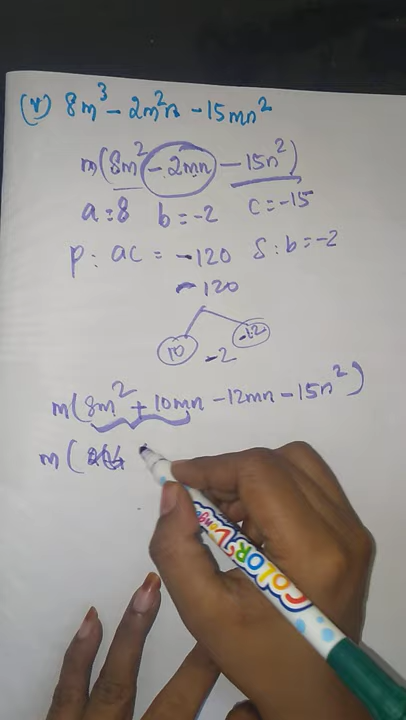 (v) 8m³ - 2m²n - 15mn²
m(8m² - 2mn - 15n²)
a=8 b=-2 c=-15
P: ac = -120 S: b=-2
-120
10 -2 -12
m(8m² + 10mn - 12mn - 15n²)
m(
COLOR'S